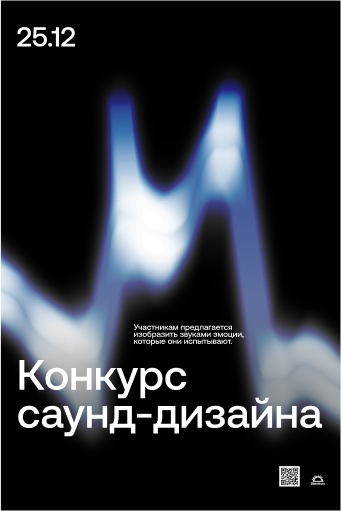 25.12
Участникам предлагается
изобразить звуками эмоции,
которые они испытывают.
Конкурс
саунд-дизайна